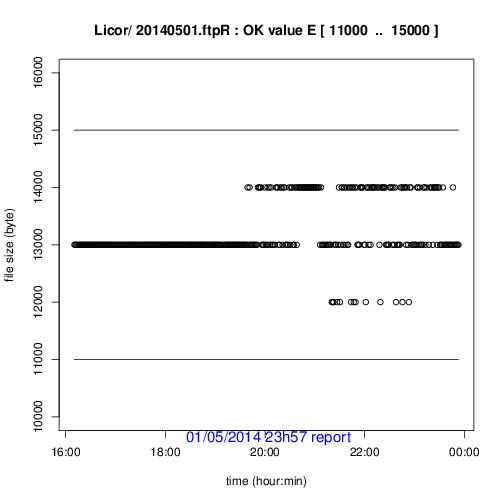 Licor/ 20140501.ftpR : OK value E [ 11000 .. 15000 ]
16000
15000
14000
13000
12000
11000
10000
file size (byte)
01/05/2014 23h57 report
16:00 18:00 20:00 22:00 00:00
time (hour:min)